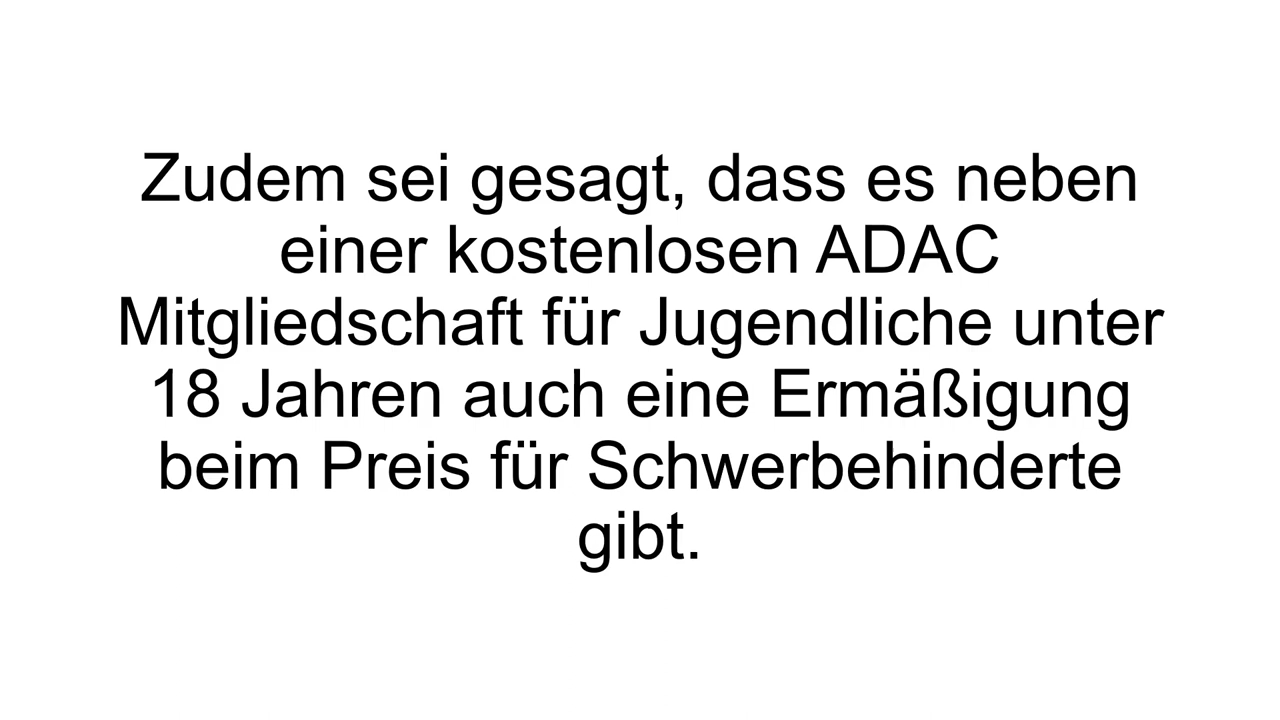 Zudem sei gesagt, dass es neben
einer kostenlosen ADAC
Mitgliedschaft für Jugendliche unter
18 Jahren auch eine Ermäßigung
beim Preis für Schwerbehinderte
gibt.